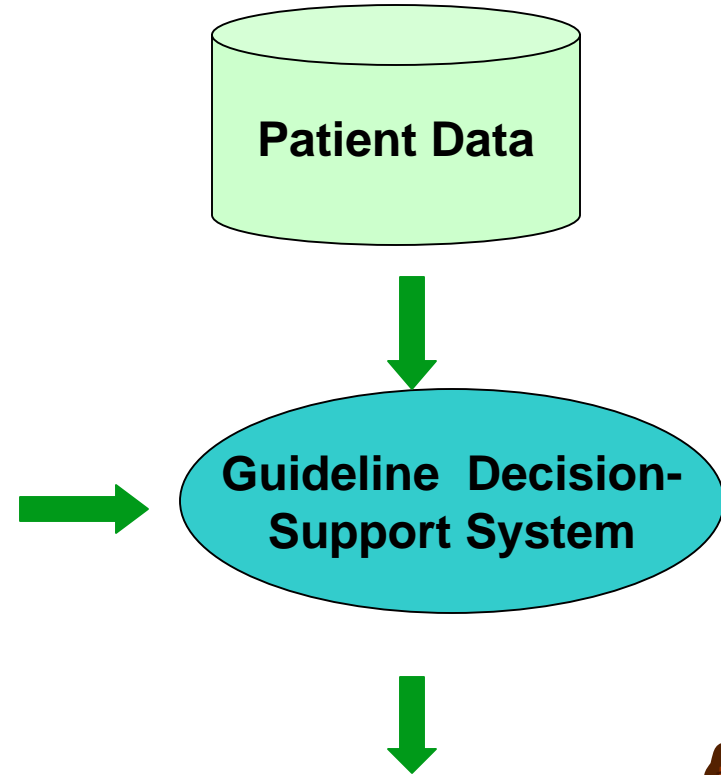 Patient Data
Guideline Decision-
Support System